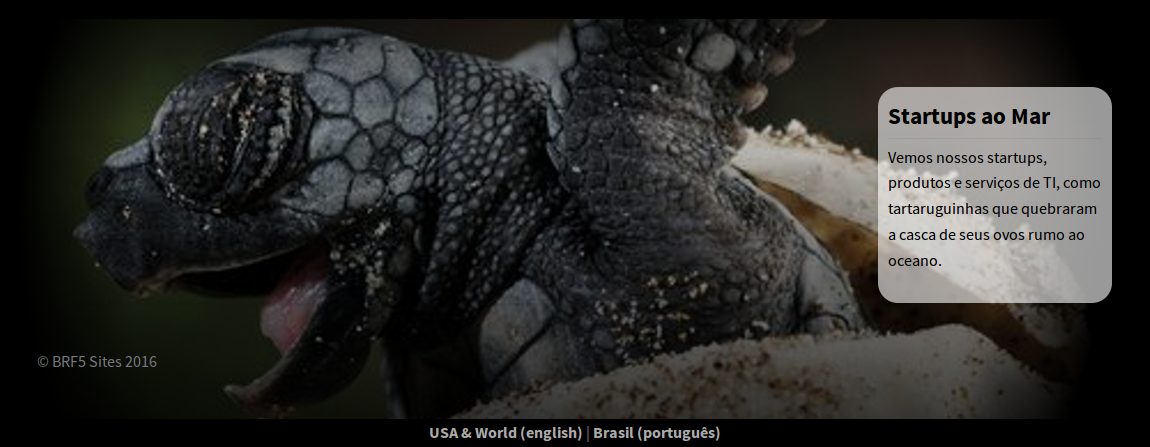 Startups ao Mar
Vemos nossos startups,
produtos e serviços de TI, como
tartaruguinhas que quebraram
a casca de seus ovos rumo ao
oceano.
© BRF5 Sites 2016
USA & World (english) | Brasil (português)